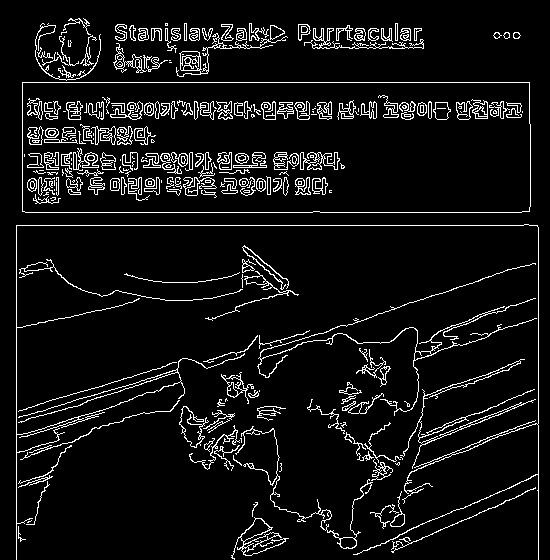 Stanislav Zak ▷ Purrtacular
8 hrs
지난 달 내 고양이가 사라졌다. 일주일 전 난 내 고양이를 발견하고
집으로 데려왔다.
그런데 오늘 내 고양이가 집으로 돌아왔다.
이제 난 두 마리의 똑같은 고양이가 있다.